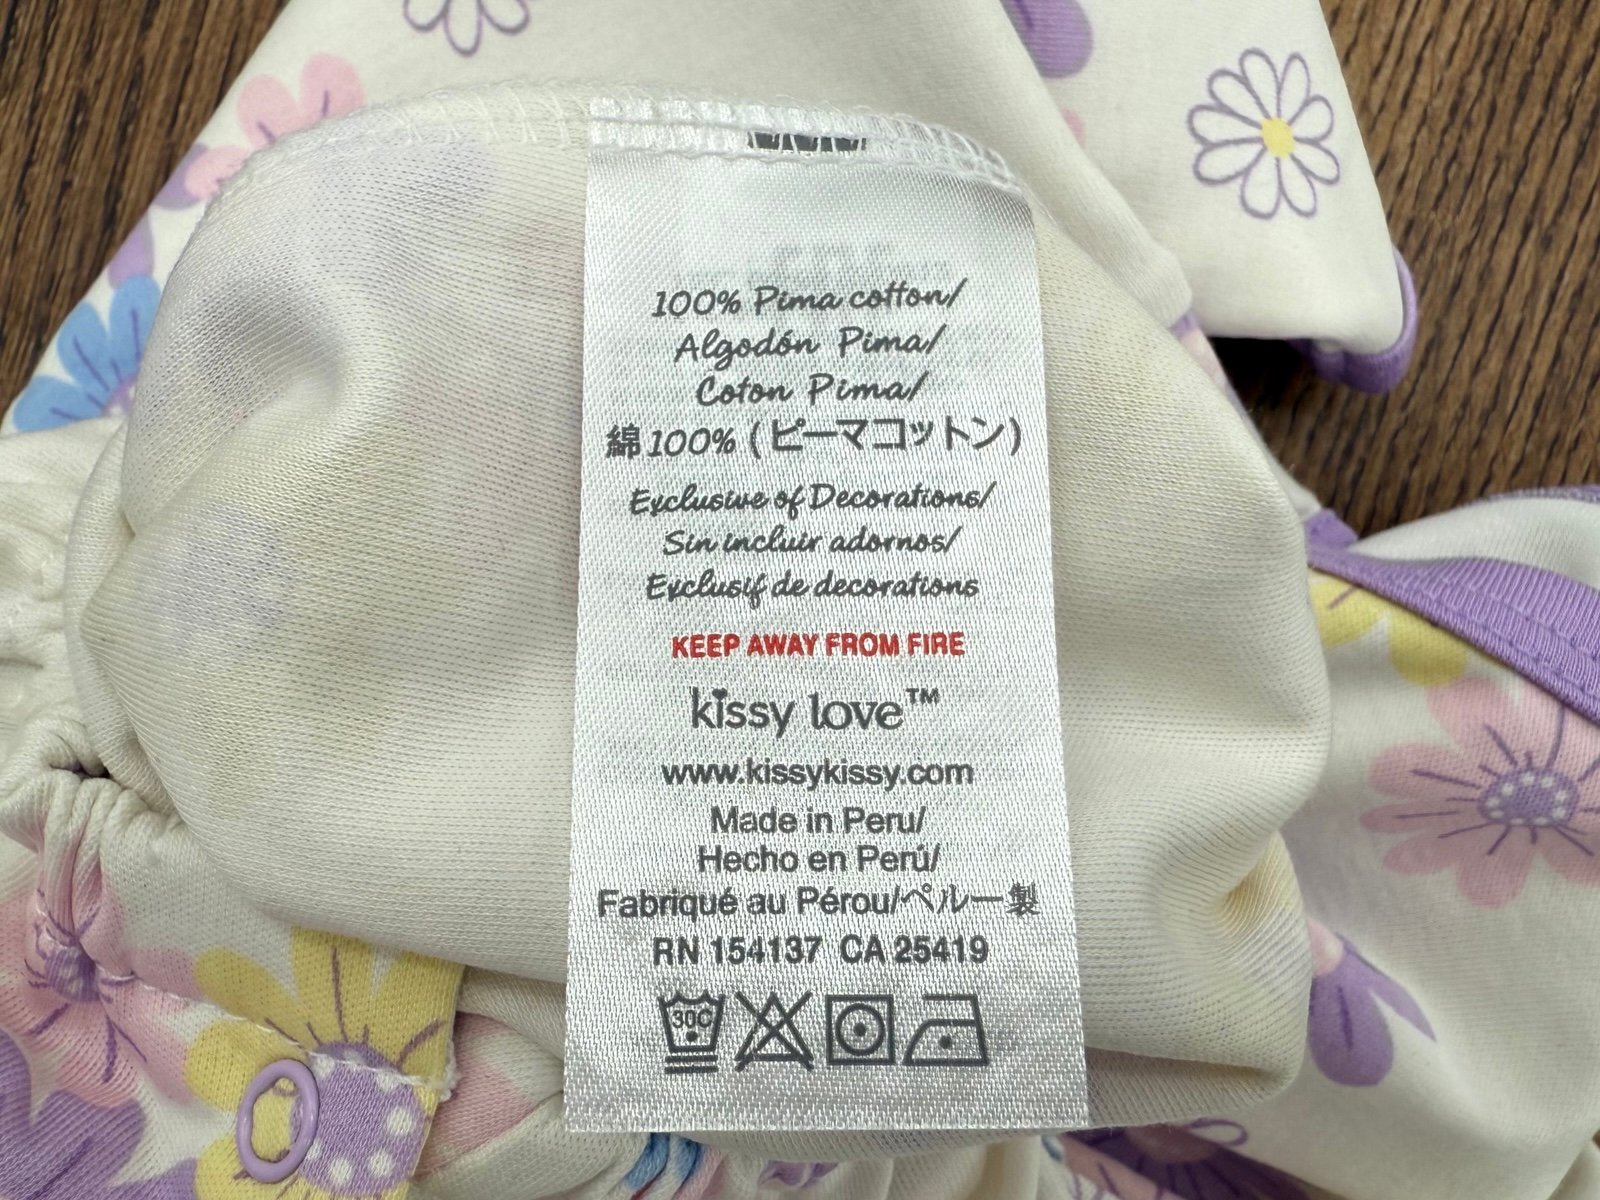 100% Pima cotton/
Algodón Pima/
Coton Pima/
綿100% (ピーマコットン)
Exclusive of Decorations/
Sin incluir adornos/
Exclusif de decorations
KEEP AWAY FROM FIRE
kissy love™
www.kissykissy.com
Made in Peru/
Hecho en Perú/
Fabriqué au Pérou/ペルー製
RN 154137 CA 25419
30C